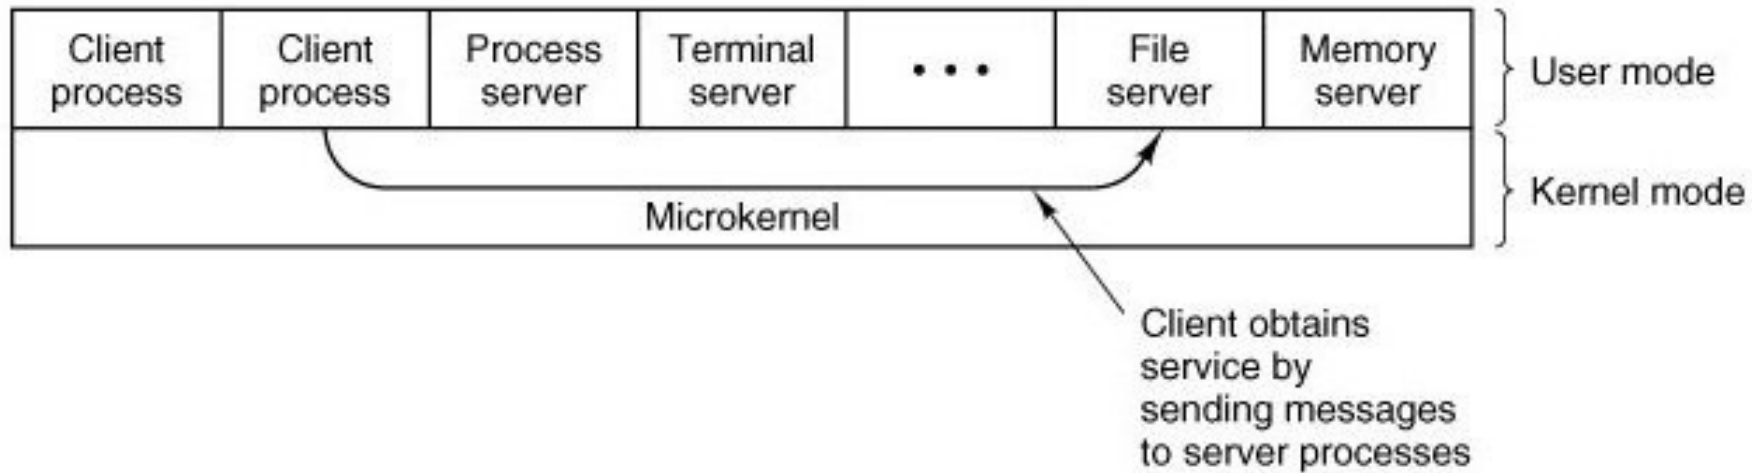 Client
process
Client
process
Process
server
Terminal
server
• • •
File
server
Memory
server
User mode
Microkernel
Kernel mode
Client obtains
service by
sending messages
to server processes